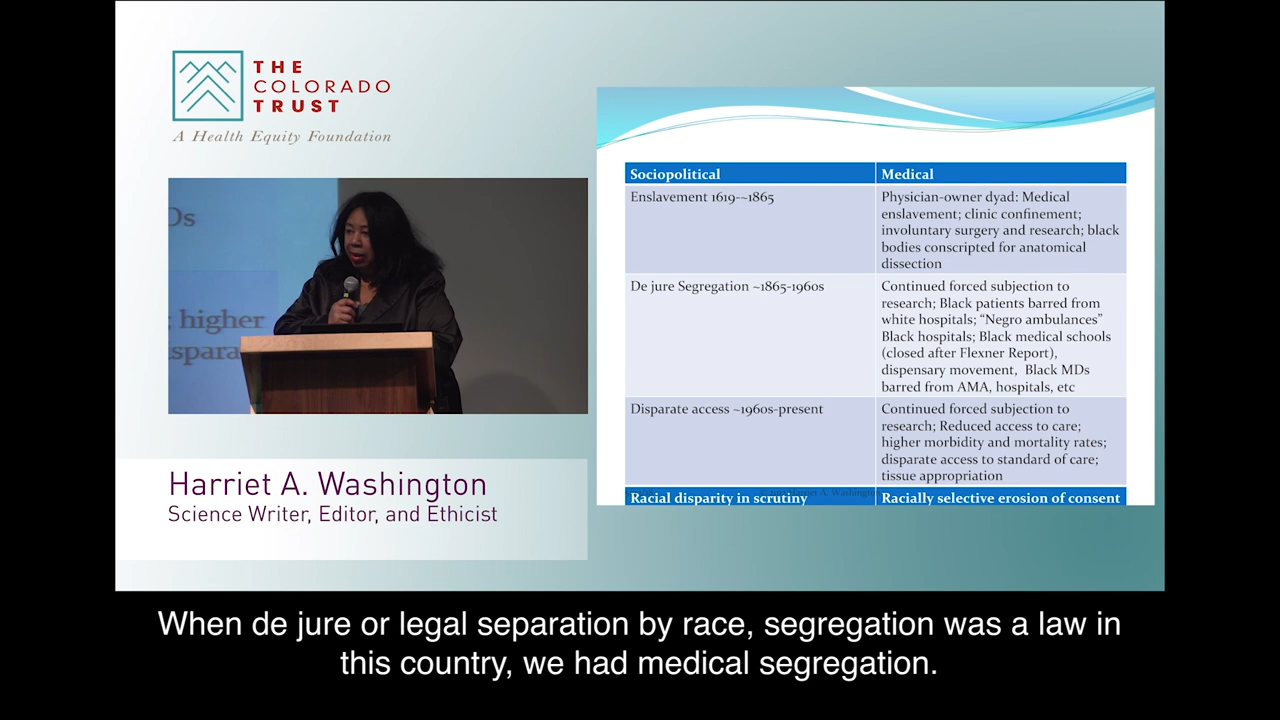 THE
COLORADO
TRUST
A Health Equity Foundation
Os
; higher
Harriet A. Washington
Science Writer, Editor, and Ethicist
Sociopolitical
Medical
Enslavement 1619-~1865
Physician-owner dyad: Medical
enslavement; clinic confinement;
involuntary surgery and research; black
bodies conscripted for anatomical
dissection
De jure Segregation ~1865-1960s
Continued forced subjection to
research; Black patients barred from
white hospitals; “Negro ambulances”
Black hospitals; Black medical schools
(closed after Flexner Report),
dispensary movement, Black MDs
barred from AMA, hospitals, etc
Disparate access ~1960s-present
Continued forced subjection to
research; Reduced access to care;
higher morbidity and mortality rates;
disparate access to standard of care;
tissue appropriation
Racial disparity in scrutiny
Racially selective erosion of consent
When de jure or legal separation by race, segregation was a law in
this country, we had medical segregation.